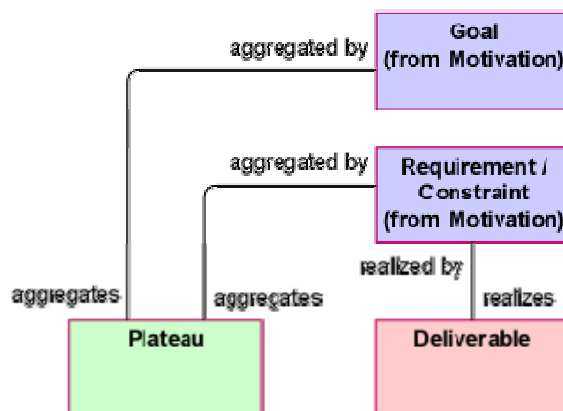 Goal
(from Motivation)
aggregated by
Requirement /
Constraint
(from Motivation)
aggregated by
realized by
aggregates
aggregates
realizes
Plateau
Deliverable